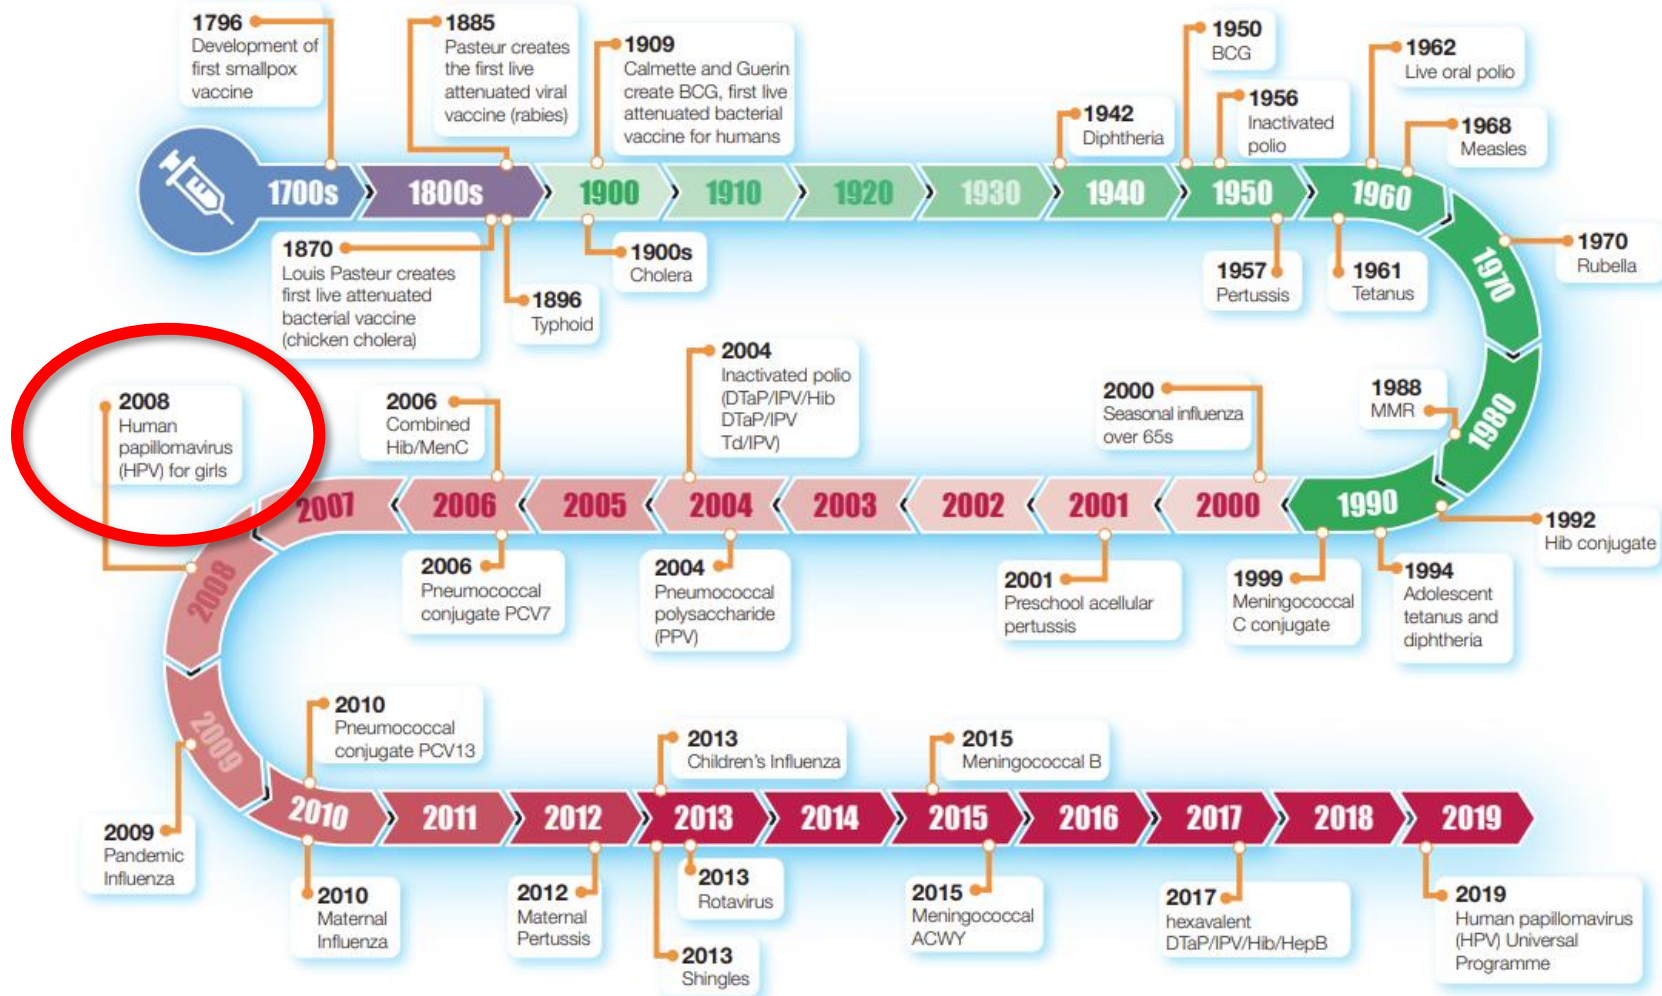 1796
Development of
first smallpox
vaccine
1885
Pasteur creates
the first live
attenuated viral
vaccine (rabies)
1909
Calmette and Guerin
create BCG, first live
attenuated bacterial
vaccine for humans
1942
Diphtheria
1950
BCG
1956
Inactivated
polio
1962
Live oral polio
1968
Measles
1700s
1800s
1900
1910
1920
1930
1940
1950
1960
1870
Louis Pasteur creates
first live attenuated
bacterial vaccine
(chicken cholera)
1896
Typhoid
1900s
Cholera
1957
Pertussis
1961
Tetanus
1970
Rubella
1970
1980
1988
MMR
2008
Human
papillomavirus
(HPV) for girls
2006
Combined
Hib/MenC
2004
Inactivated polio
(DTaP/IPV/Hib
DTaP/IPV
Td/IPV)
2000
Seasonal influenza
over 65s
2007
2006
2005
2004
2003
2002
2001
2000
1990
1992
Hib conjugate
2006
Pneumococcal
conjugate PCV7
2004
Pneumococcal
polysaccharide
(PPV)
2001
Preschool acellular
pertussis
1999
Meningococcal
C conjugate
1994
Adolescent
tetanus and
diphtheria
2008
2009
2010
Pneumococcal
conjugate PCV13
2013
Children's Influenza
2015
Meningococcal B
2010
2011
2012
2013
2014
2015
2016
2017
2018
2019
2009
Pandemic
Influenza
2010
Maternal
Influenza
2012
Maternal
Pertussis
2013
Rotavirus
2013
Shingles
2015
Meningococcal
ACWY
2017
hexavalent
DTaP/IPV/Hib/HepB
2019
Human papillomavirus
(HPV) Universal
Programme